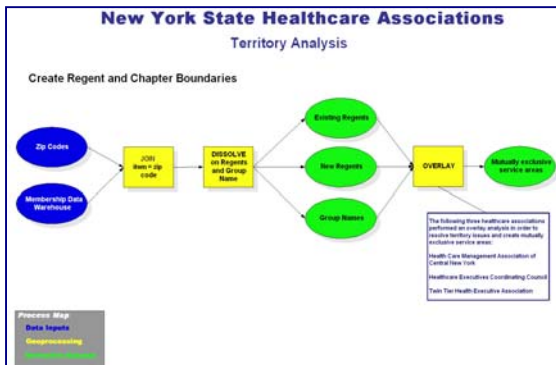 New York State Healthcare Associations
Territory Analysis
Create Regent and Chapter Boundaries
Zip Codes
Membership Data
Warehouse
JOIN
item = zip
code
DISSOLVE
on Regents
and Group
Name
Existing Regents
New Regents
Group Names
OVERLAY
Mutually exclusive
service areas
The following three healthcare associations
performed an overlay analysis in order to
resolve territory issues and create mutually
exclusive service areas:
Health Care Management Association of
Central New York
Healthcare Executives Coordinating Council
Twin Tier Health Executive Association
Process Map
Data Inputs
Geoprocessing